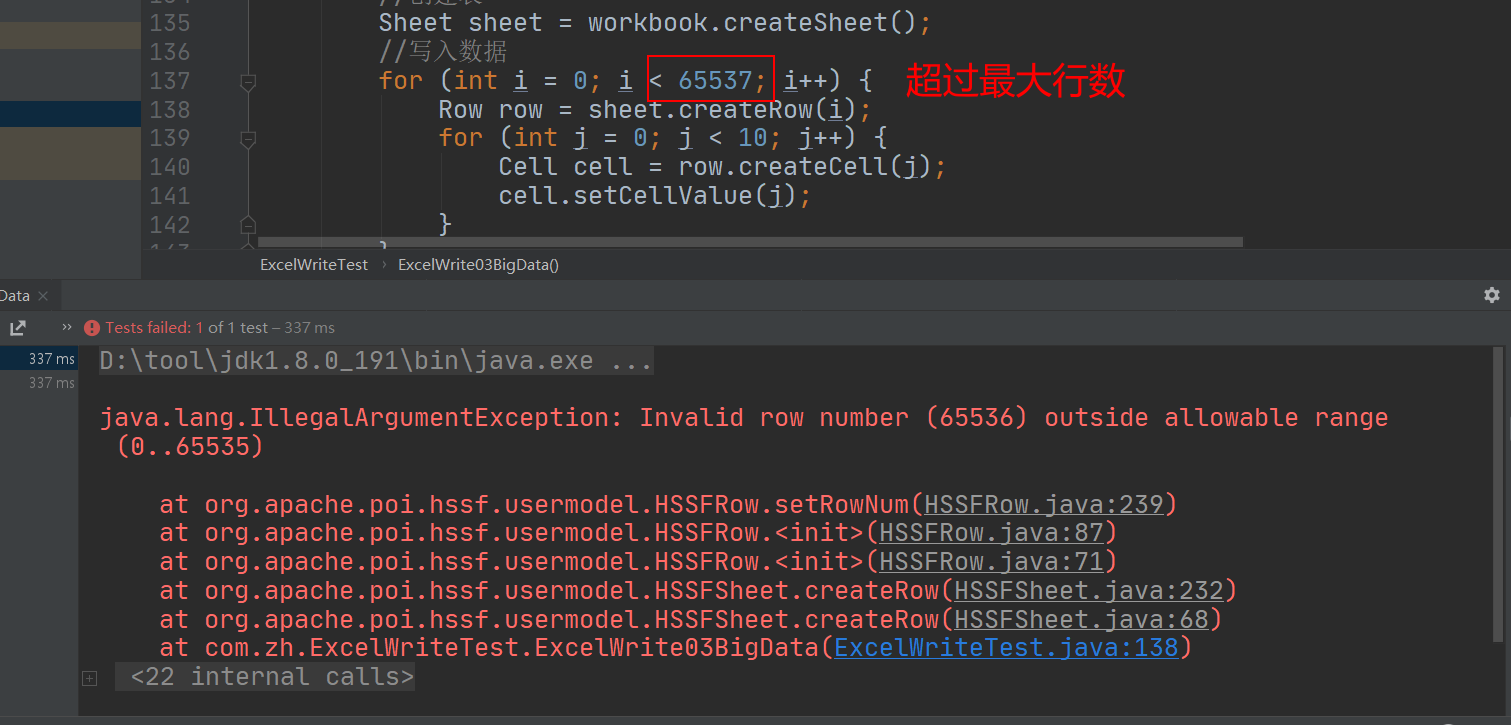 135 Sheet sheet = workbook.createSheet();
136 //写入数据
137 for (int i = 0; i < 65537; i++) { 超过最大行数
138 Row row = sheet.createRow(i);
139 for (int j = 0; j < 10; j++) {
140 Cell cell = row.createCell(j);
141 cell.setCellValue(j);
142 }
ExcelWriteTest › ExcelWrite03BigData()
Data
Tests failed: 1 of 1 test – 337 ms
337 ms
337 ms
D:\tool\jdk1.8.0_191\bin\java.exe ...
java.lang.IllegalArgumentException: Invalid row number (65536) outside allowable range
(0..65535)
at org.apache.poi.hssf.usermodel.HSSFRow.setRowNum(HSSFRow.java:239)
at org.apache.poi.hssf.usermodel.HSSFRow.<init>(HSSFRow.java:87)
at org.apache.poi.hssf.usermodel.HSSFRow.<init>(HSSFRow.java:71)
at org.apache.poi.hssf.usermodel.HSSFSheet.createRow(HSSFSheet.java:232)
at org.apache.poi.hssf.usermodel.HSSFSheet.createRow(HSSFSheet.java:68)
at com.zh.ExcelWriteTest.ExcelWrite03BigData(ExcelWriteTest.java:138)
<22 internal calls>